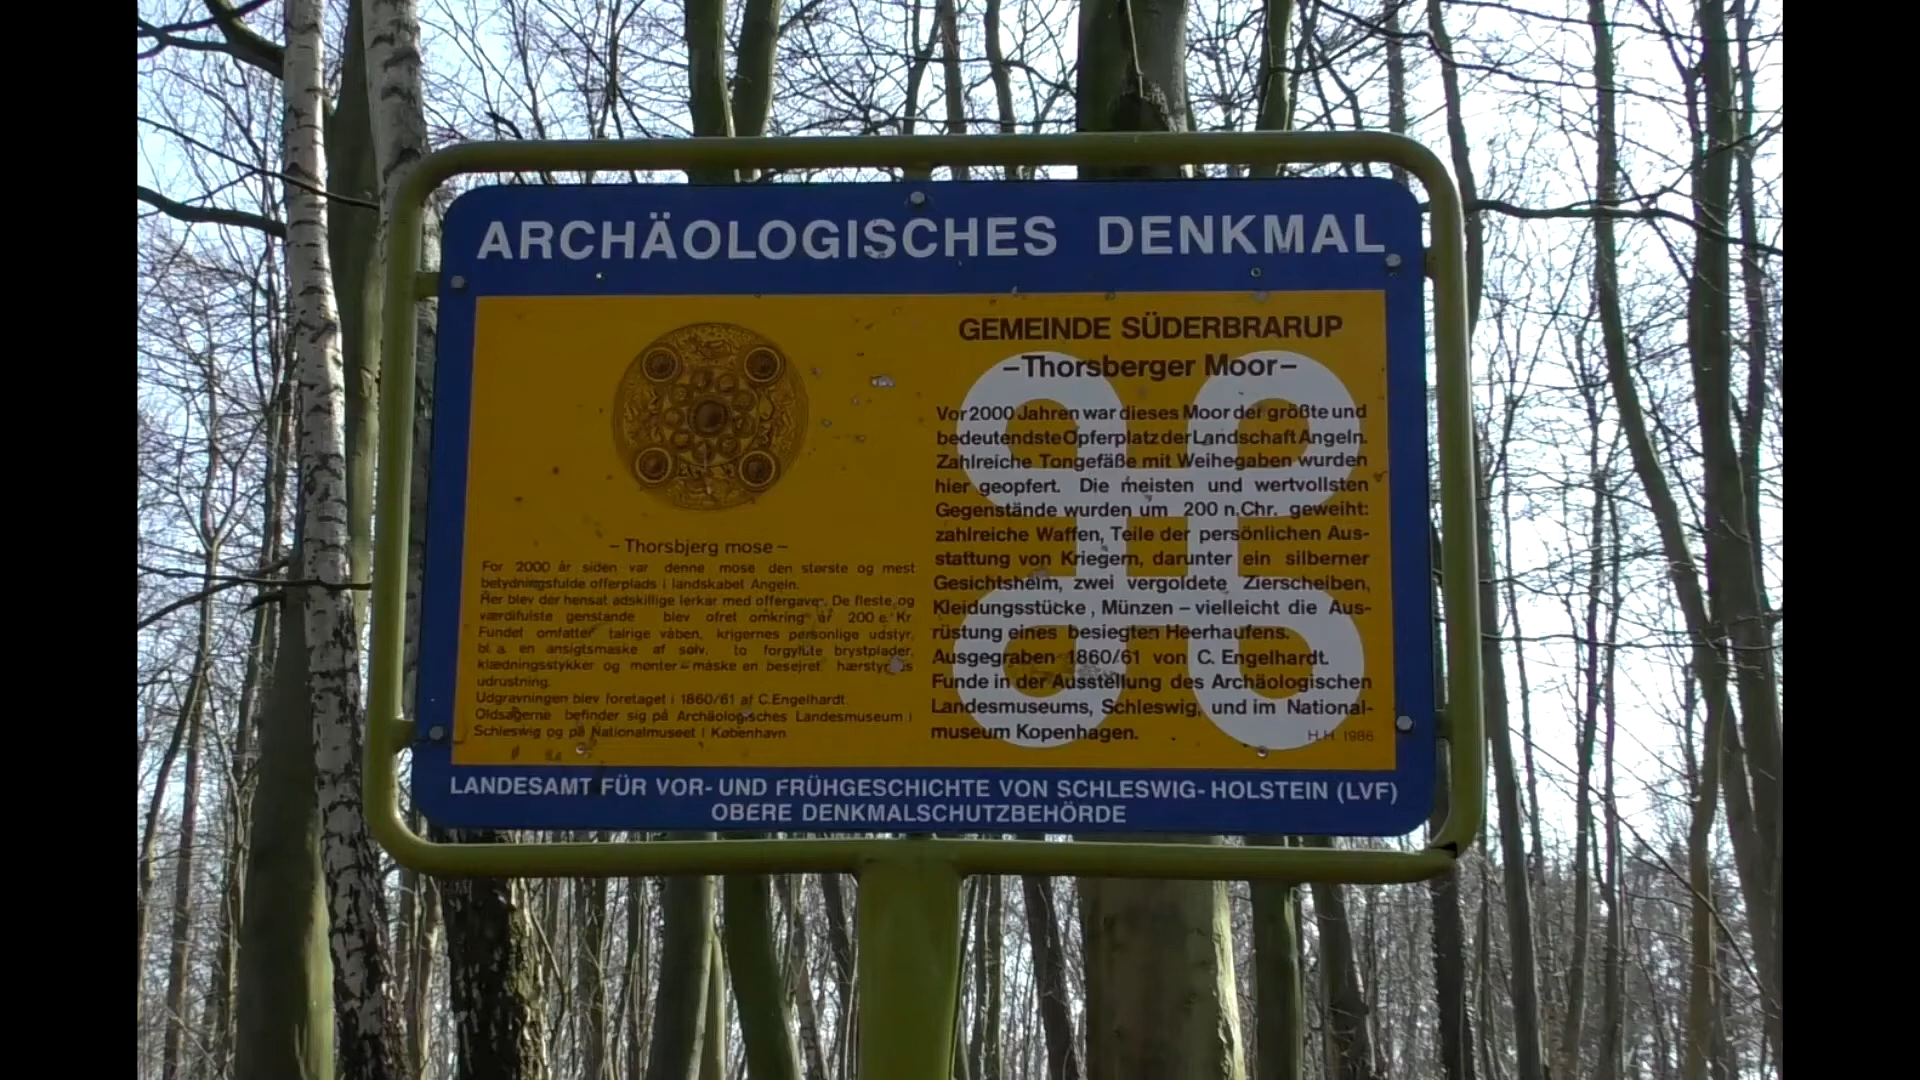 ARCHÄOLOGISCHES DENKMAL
– Thorsbjerg mose –
For 2000 år siden var denne mose den største og mest
betydningsfulde offerplads i landskabet Angeln.
Her blev der hensat adskillige lerkar med offergaver. De fleste og
værdifulste genstande blev ofret omkring år 200 e. Kr
Fundet omfatter talrige våben, krigernes personlige udstyr,
bl. a. en ansigtsmaske af sølv, to forgyldte brystplader,
klædningsstykker og mønter – måske en besejret hærstyrkes
udrustning.
Udgravningen blev foretaget i 1860/61 af C.Engelhardt.
Oldsagerne befinder sig på Archäologisches Landesmuseum i
Schleswig og på Nationalmuseet i København
GEMEINDE SÜDERBRARUP
–Thorsberger Moor–
Vor 2000 Jahren war dieses Moor der größte und
bedeutendste Opferplatz der Landschaft Angeln.
Zahlreiche Tongefäße mit Weihegaben wurden
hier geopfert. Die meisten und wertvollsten
Gegenstände wurden um 200 n.Chr. geweiht:
zahlreiche Waffen, Teile der persönlichen Aus-
stattung von Kriegern, darunter ein silberner
Gesichtshelm, zwei vergoldete Zierscheiben,
Kleidungsstücke, Münzen – vielleicht die Aus-
rüstung eines besiegten Heerhaufens.
Ausgegraben 1860/61 von C. Engelhardt.
Funde in der Ausstellung des Archäologischen
Landesmuseums, Schleswig, und im National-
museum Kopenhagen.
H.H. 1986
LANDESAMT FÜR VOR- UND FRÜHGESCHICHTE VON SCHLESWIG-HOLSTEIN (LVF)
OBERE DENKMALSCHUTZBEHÖRDE